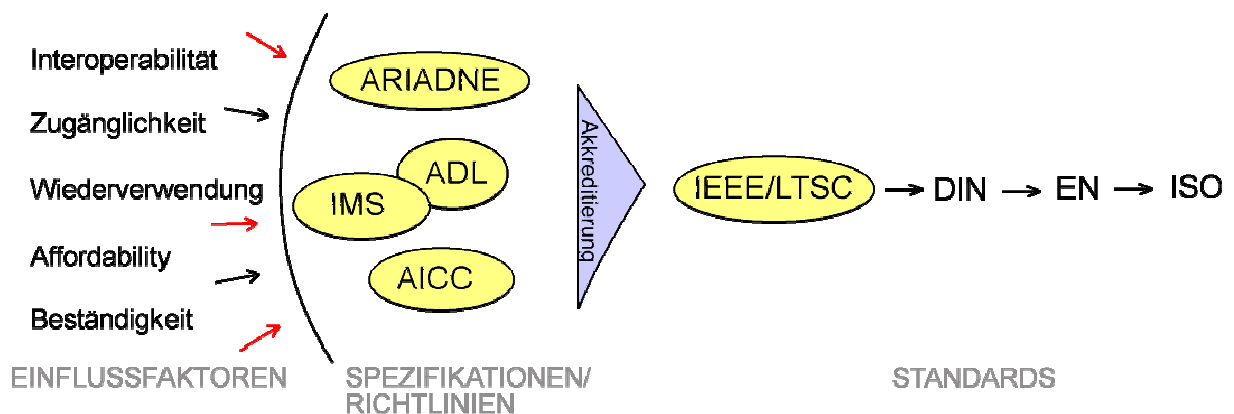 Interoperabilität
Zugänglichkeit
Wiederverwendung
Affordability
Beständigkeit
EINFLUSSFAKTOREN
ARIADNE
ADL
IMS
AICC
SPEZIFIKATIONEN/
RICHTLINIEN
Akkreditierung
IEEE/LTSC
DIN
EN
ISO
STANDARDS